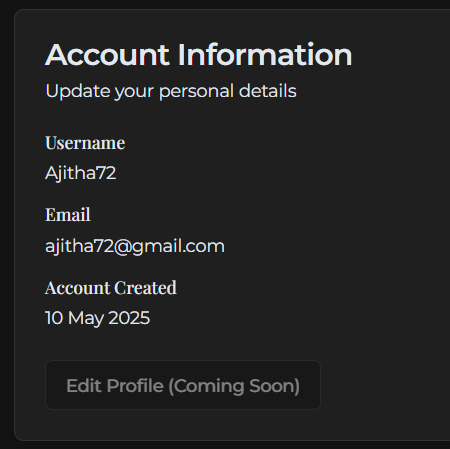 Account Information
Update your personal details
Username
Ajitha72
Email
ajitha72@gmail.com
Account Created
10 May 2025
Edit Profile (Coming Soon)